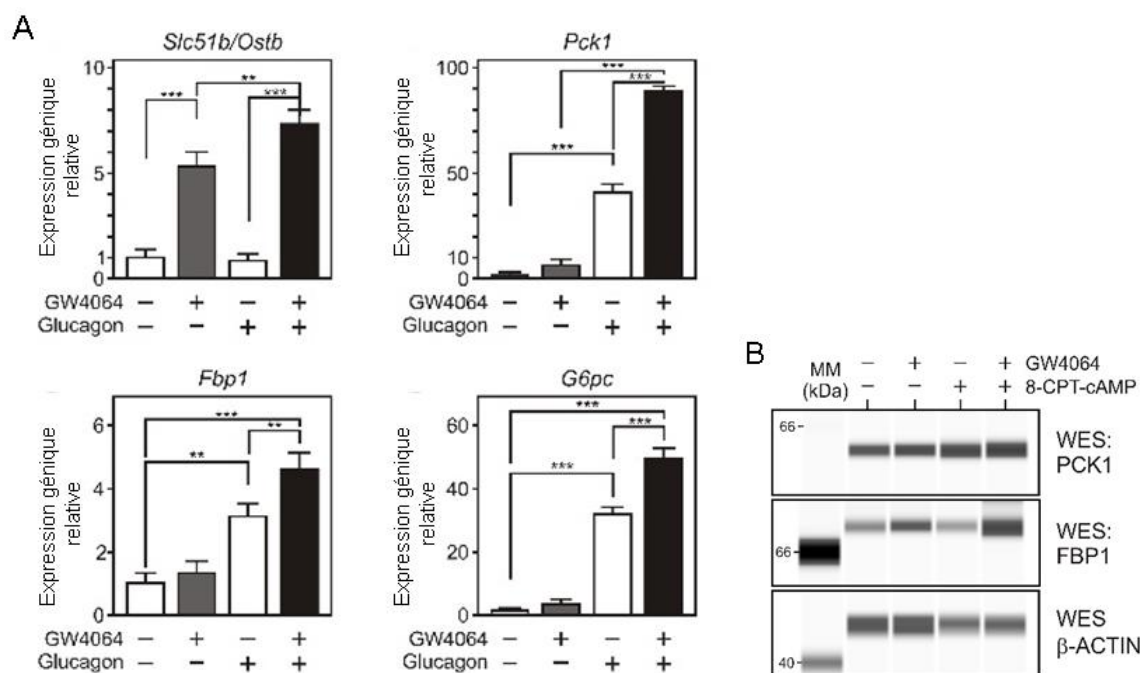 A
Slc51b/Ostb
Expression génique
relative
10
5
1
0
*** ** ***
GW4064 – + – +
Glucagon – – + +
Pck1
Expression génique
relative
100
50
10
0
*** *** ***
GW4064 – + – +
Glucagon – – + +
Fbp1
Expression génique
relative
6
4
2
0
*** ** **
GW4064 – + – +
Glucagon – – + +
G6pc
Expression génique
relative
60
40
20
0
*** *** ***
GW4064 – + – +
Glucagon – – + +
B
MM
(kDa)
– + – + GW4064
– – + + 8-CPT-cAMP
66
WES:
PCK1
66
WES:
FBP1
40
WES
β-ACTIN